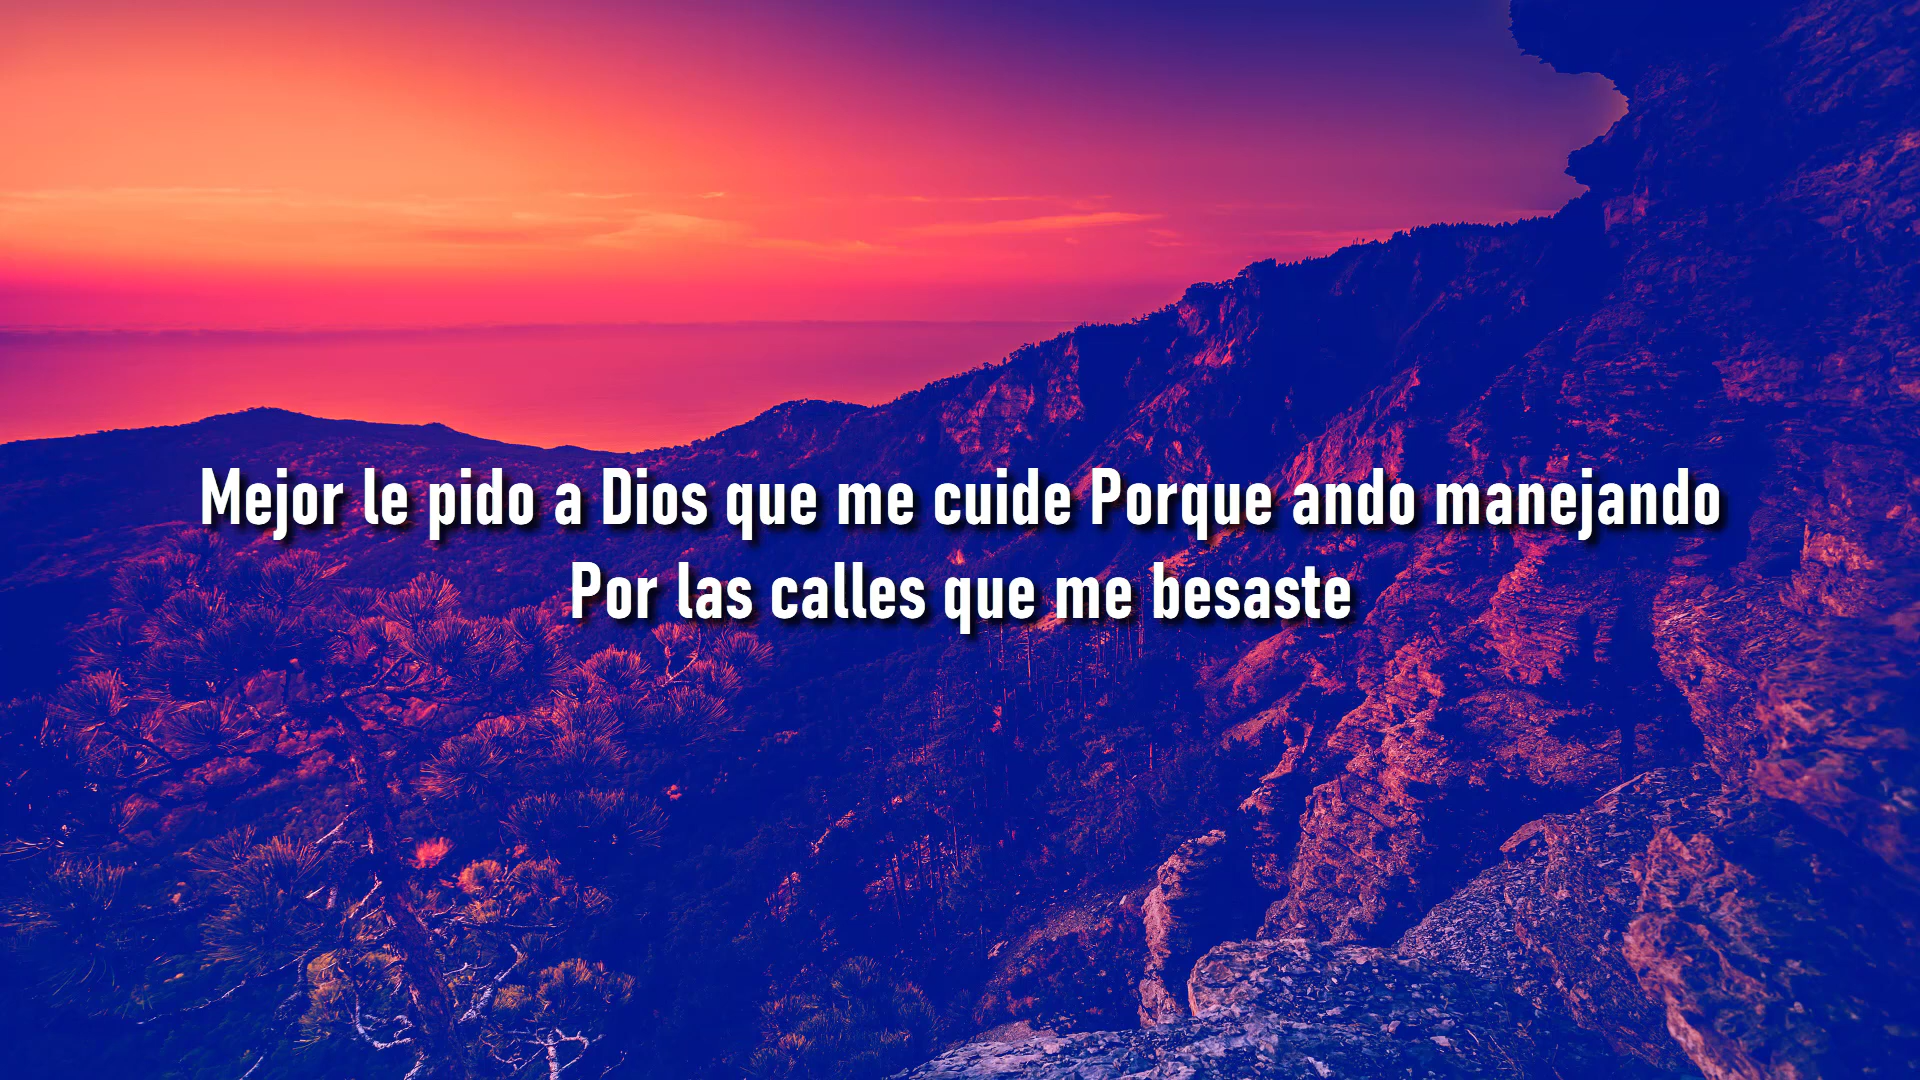 Mejor le pido a Dios que me cuide Porque ando manejando
Por las calles que me besaste